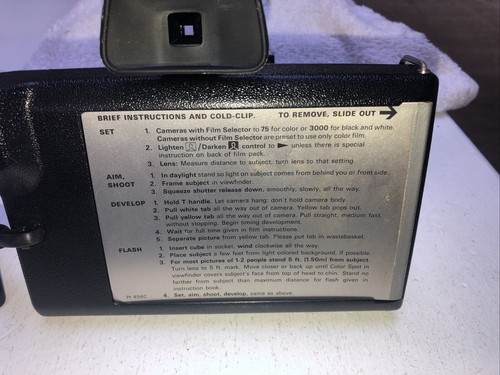 BRIEF INSTRUCTIONS AND COLD-CLIP. TO REMOVE, SLIDE OUT
SET 1. Cameras with Film Selector to 75 for color or 3000 for black and white.
Cameras without Film Selector are preset to use only color film.
2. Lighten /Darken control to unless there is special
instruction on back of film pack.
3. Lens: Measure distance to subject, turn lens to that setting.
AIM, 1. In daylight stand so light on subject comes from behind you or from side.
SHOOT 2. Frame subject in viewfinder.
3. Squeeze shutter release down, smoothly, slowly, all the way.
DEVELOP 1. Hold T handle. Let camera hang; don't hold camera body.
2. Pull white tab all the way out of camera. Yellow tab pops out.
3. Pull yellow tab all the way out of camera. Pull straight, medium fast,
without stopping. Begin timing development.
4. Wait for full time given in film instructions.
5. Separate picture from yellow tab. Please put tab in wastebasket.
FLASH 1. Insert cube in socket, wind clockwise all the way.
2. Place subject a few feet from light colored background, if possible.
3. For most pictures of 1-2 people stand 5 ft. (1.50m) from subject.
Turn lens to 5 ft. mark. Move closer or back up until Color Spot in
viewfinder covers subject's face from top of head to chin. Stand no
farther from subject than maximum distance for flash given in
instruction book.
4. Set, aim, shoot, develop, same as above.